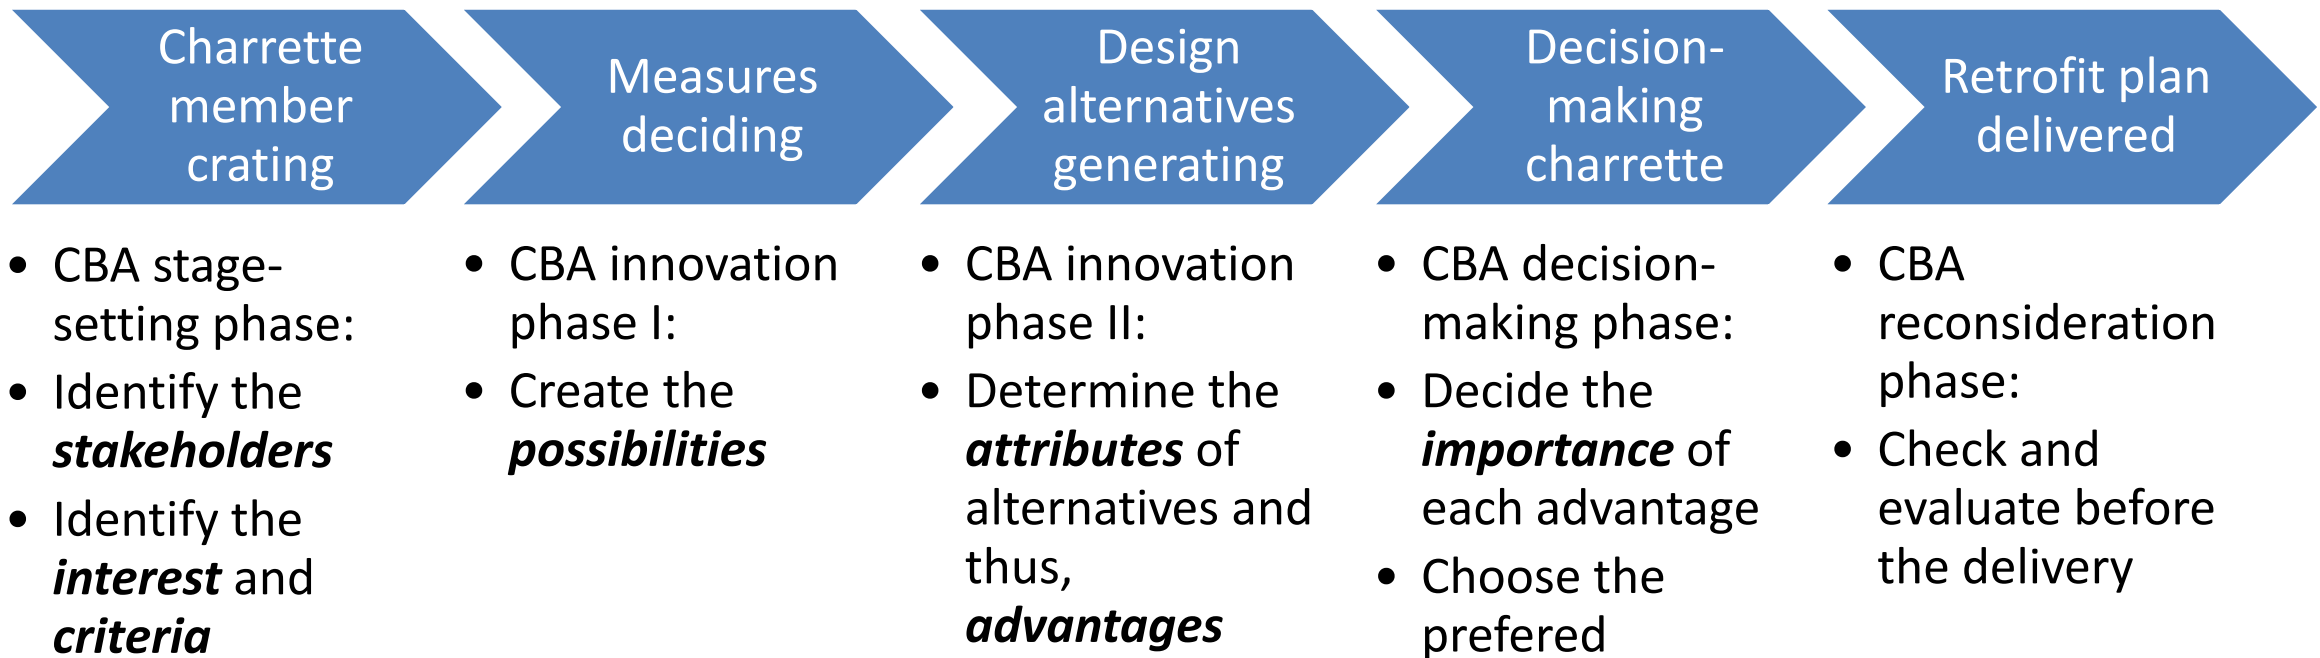 Charrette
member
crating
Measures
deciding
Design
alternatives
generating
Decision-
making
charrette
Retrofit plan
delivered
• CBA stage-
setting phase:
• Identify the
stakeholders
• Identify the
interest and
criteria
• CBA innovation
phase I:
• Create the
possibilities
• CBA innovation
phase II:
• Determine the
attributes of
alternatives and
thus,
advantages
• CBA decision-
making phase:
• Decide the
importance of
each advantage
• Choose the
prefered
• CBA
reconsideration
phase:
• Check and
evaluate before
the delivery